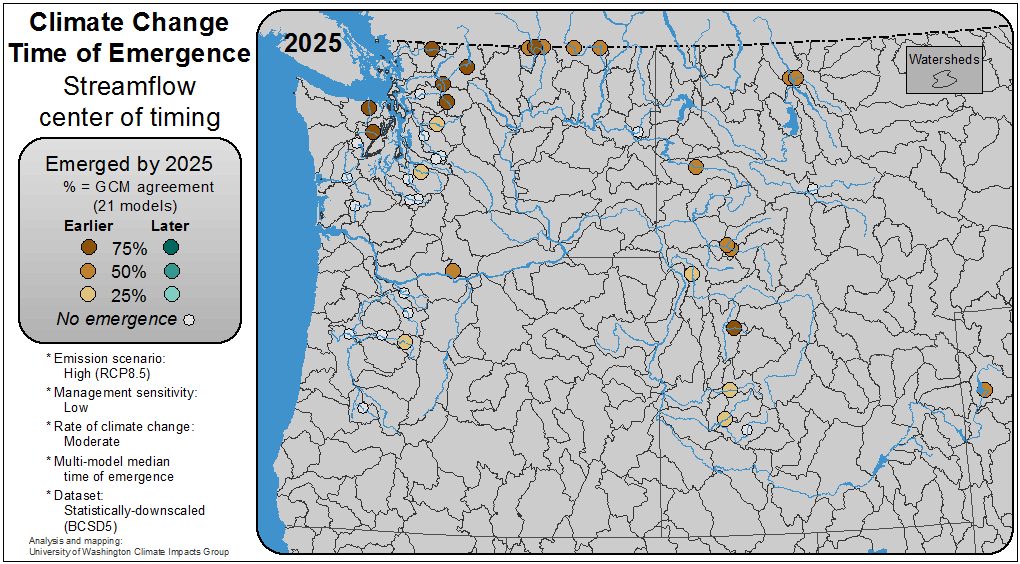 Climate Change
Time of Emergence
Streamflow
center of timing
Emerged by 2025
% = GCM agreement
(21 models)
Earlier Later
75%
50%
25%
No emergence
* Emission scenario:
High (RCP8.5)
* Management sensitivity:
Low
* Rate of climate change:
Moderate
* Multi-model median
time of emergence
* Dataset:
Statistically-downscaled
(BCSD5)
Analysis and mapping:
University of Washington Climate Impacts Group
2025
Watersheds